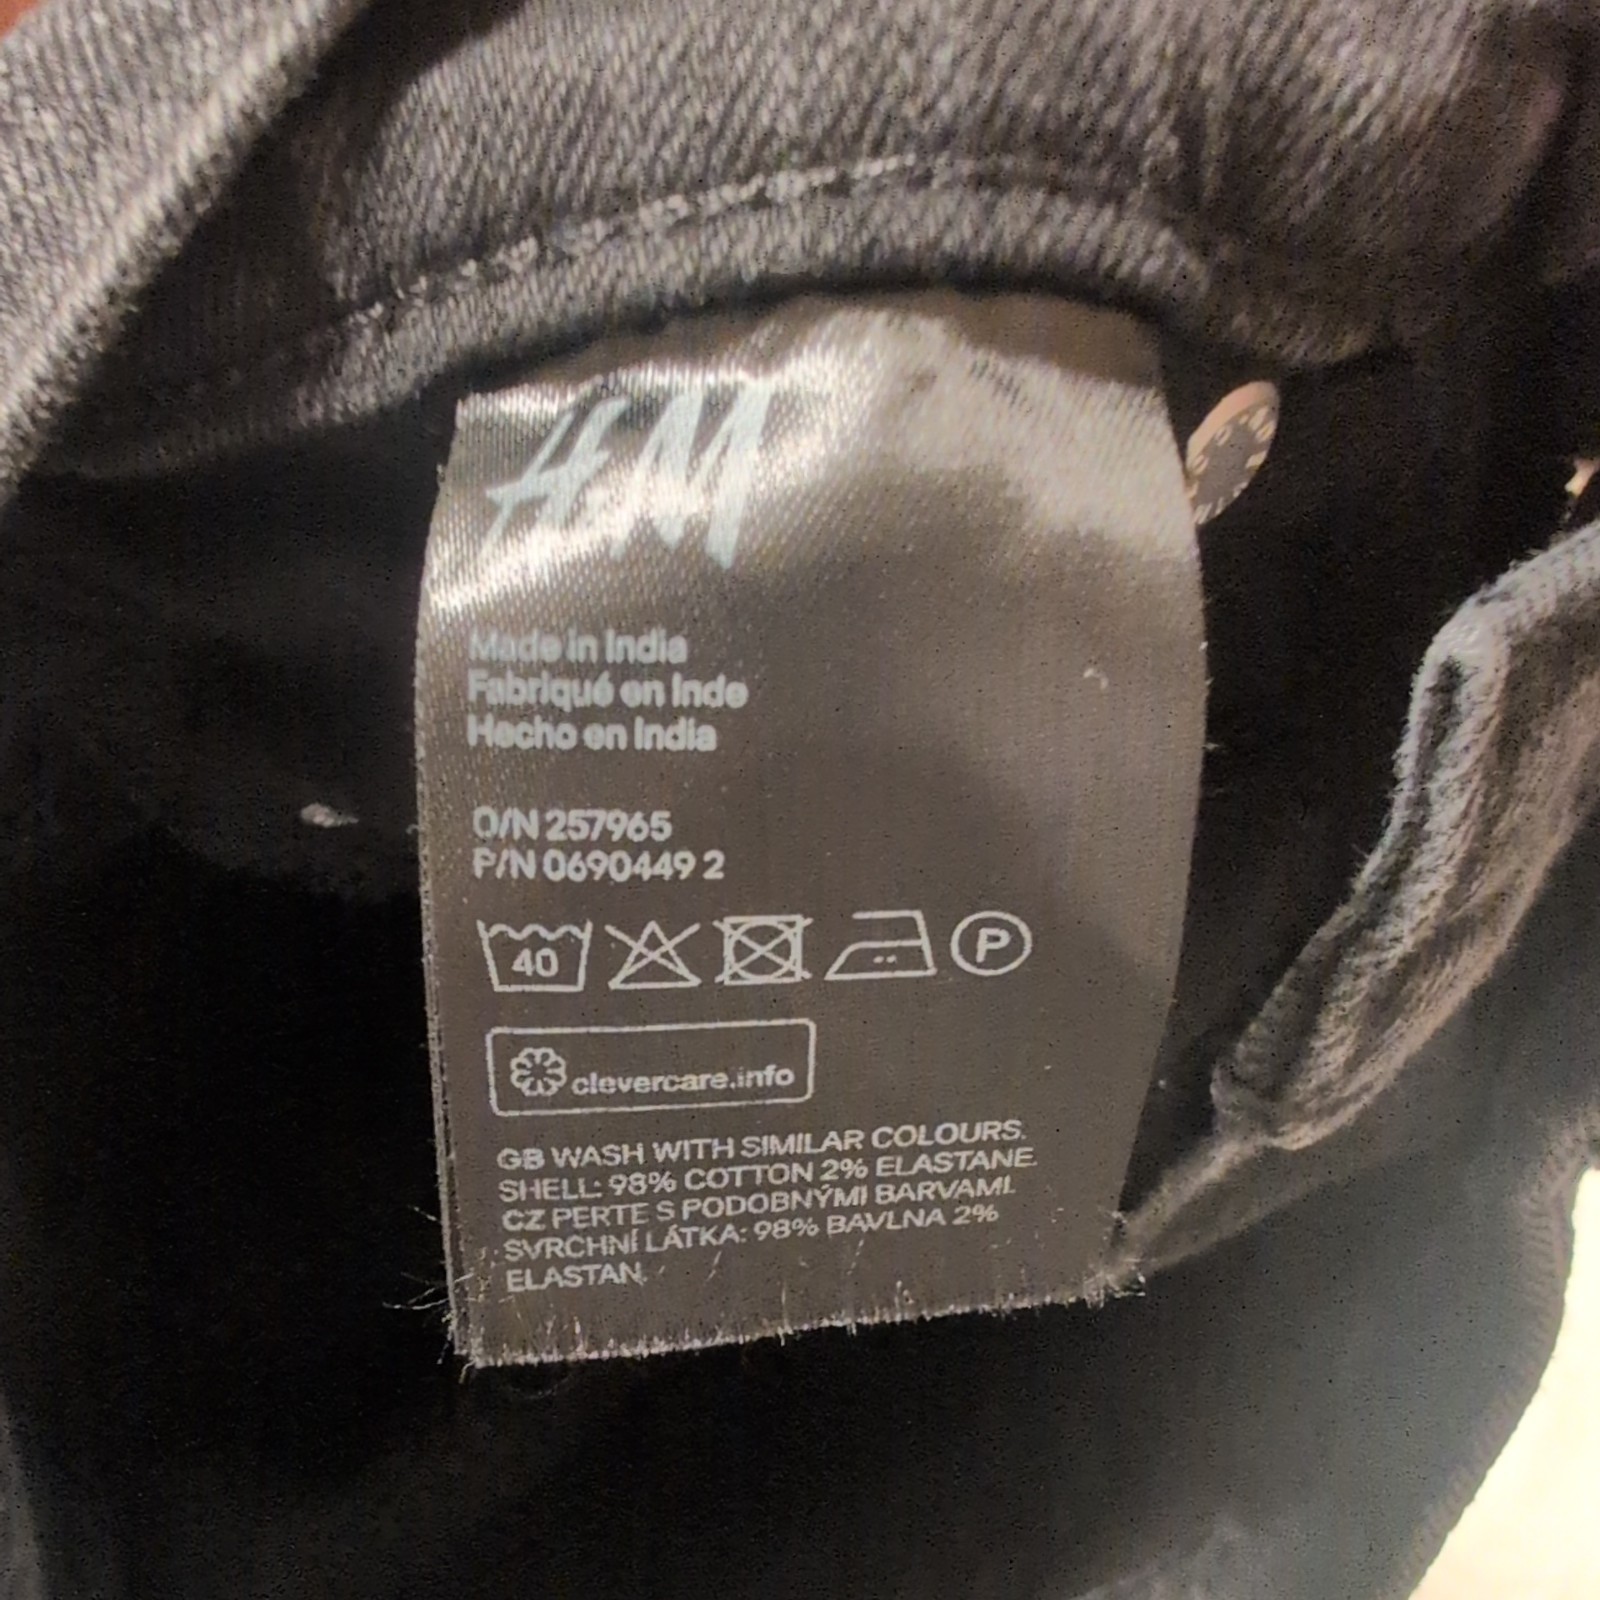 H&M
Made in India
Fabriqué en Inde
Hecho en India
O/N 257965
P/N 0690449 2
40
P
clevercare.info
GB WASH WITH SIMILAR COLOURS.
SHELL: 98% COTTON 2% ELASTANE.
CZ PERTE S PODOBNÝMI BARVAMI.
SVRCHNÍ LÁTKA: 98% BAVLNA 2%
ELASTAN.